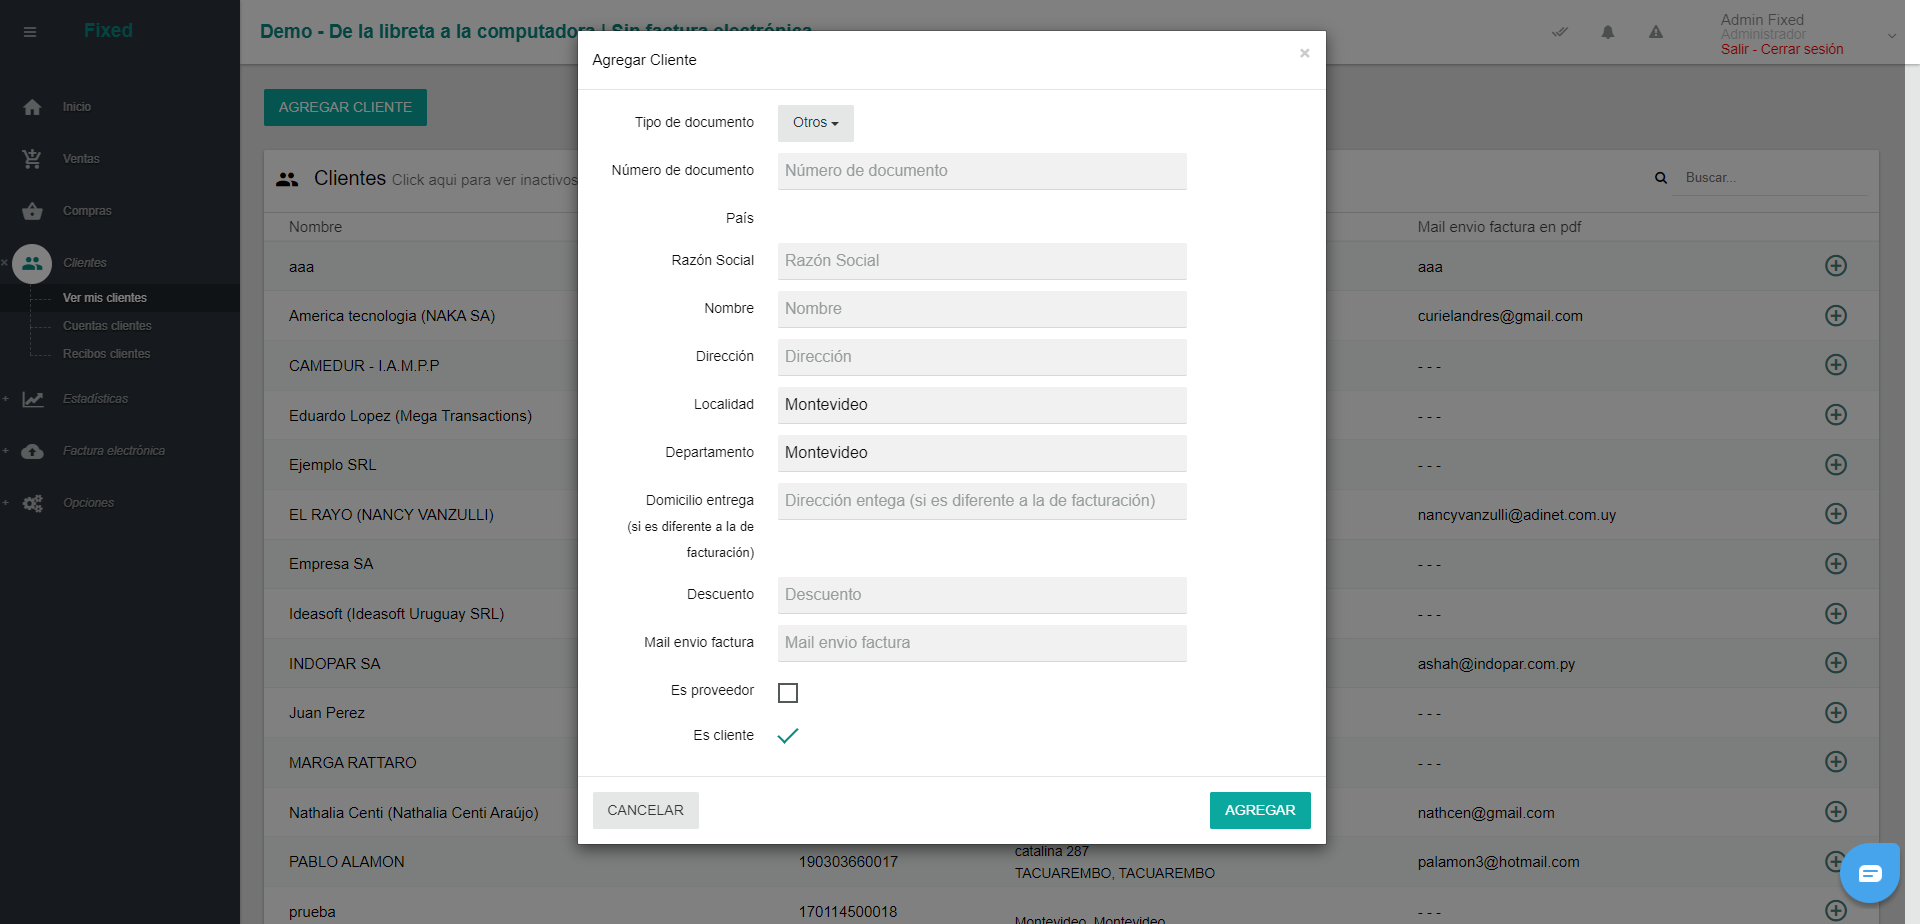 Fixed
Demo - De la libreta a la computadora | Sin factura electrónica
Admin Fixed
Administrador
Salir - Cerrar sesión
Inicio
Ventas
Compras
Clientes
Ver mis clientes
Cuentas clientes
Recibos clientes
Estadísticas
Factura electrónica
Opciones
AGREGAR CLIENTE
Clientes Click aqui para ver inactivos
Buscar...
Nombre
Mail envio factura en pdf
aaa
aaa
America tecnologia (NAKA SA)
curielandres@gmail.com
CAMEDUR - I.A.M.P.P
- - -
Eduardo Lopez (Mega Transactions)
- - -
Ejemplo SRL
- - -
EL RAYO (NANCY VANZULLI)
nancyvanzulli@adinet.com.uy
Empresa SA
- - -
Ideasoft (Ideasoft Uruguay SRL)
- - -
INDOPAR SA
ashah@indopar.com.py
Juan Perez
- - -
MARGA RATTARO
- - -
Nathalia Centi (Nathalia Centi Araújo)
nathcen@gmail.com
PABLO ALAMON
190303660017
catalina 287
TACUAREMBO, TACUAREMBO
palamon3@hotmail.com
prueba
170114500018
Montevideo, Montevideo
- - -
Agregar Cliente
×
Tipo de documento
Otros
Número de documento
Número de documento
País
Razón Social
Razón Social
Nombre
Nombre
Dirección
Dirección
Localidad
Montevideo
Departamento
Montevideo
Domicilio entrega
(si es diferente a la de
facturación)
Dirección entega (si es diferente a la de facturación)
Descuento
Descuento
Mail envio factura
Mail envio factura
Es proveedor
Es cliente
CANCELAR
AGREGAR